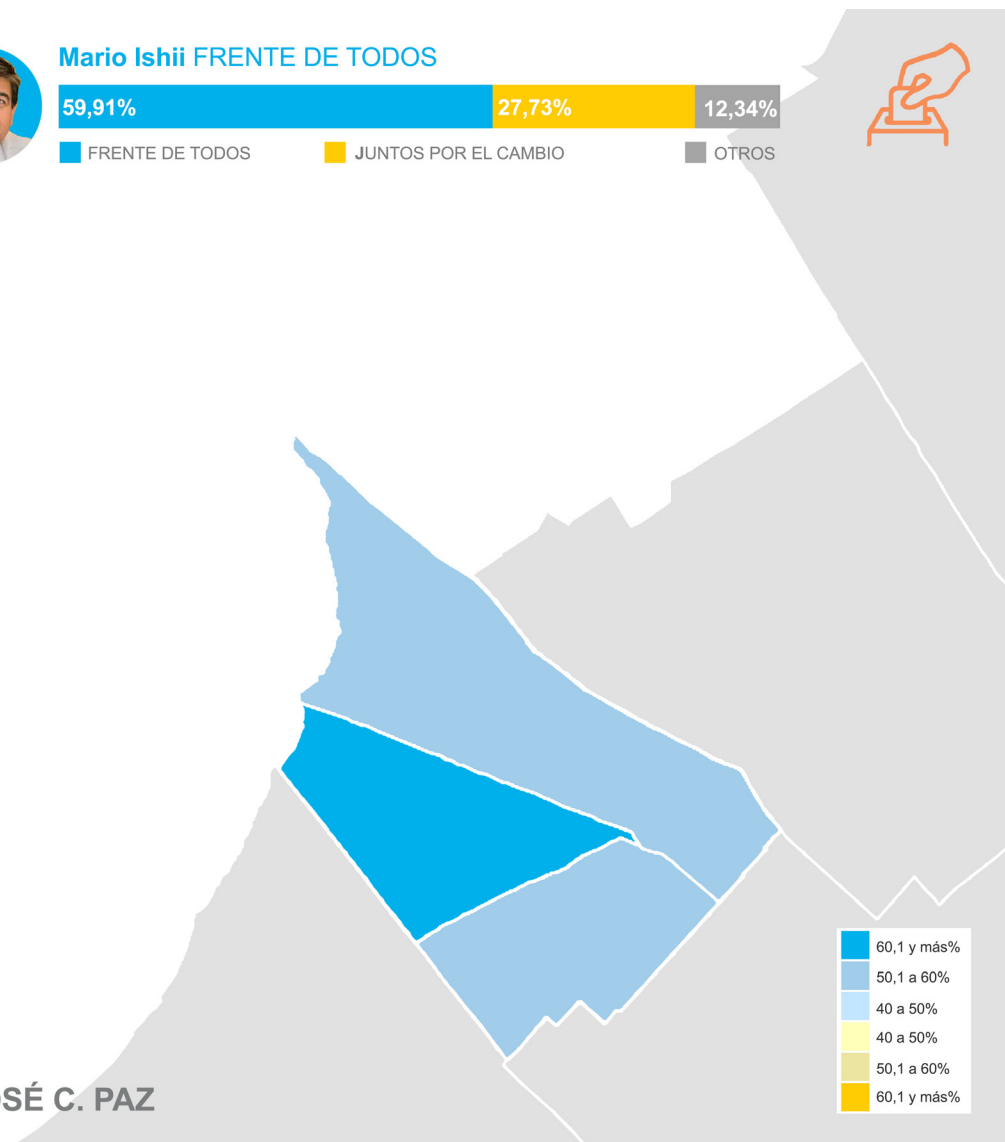 Mario Ishii FRENTE DE TODOS
59,91% 27,73% 12,34%
FRENTE DE TODOS JUNTOS POR EL CAMBIO OTROS
60,1 y más%
50,1 a 60%
40 a 50%
40 a 50%
50,1 a 60%
60,1 y más%
OSÉ C. PAZ